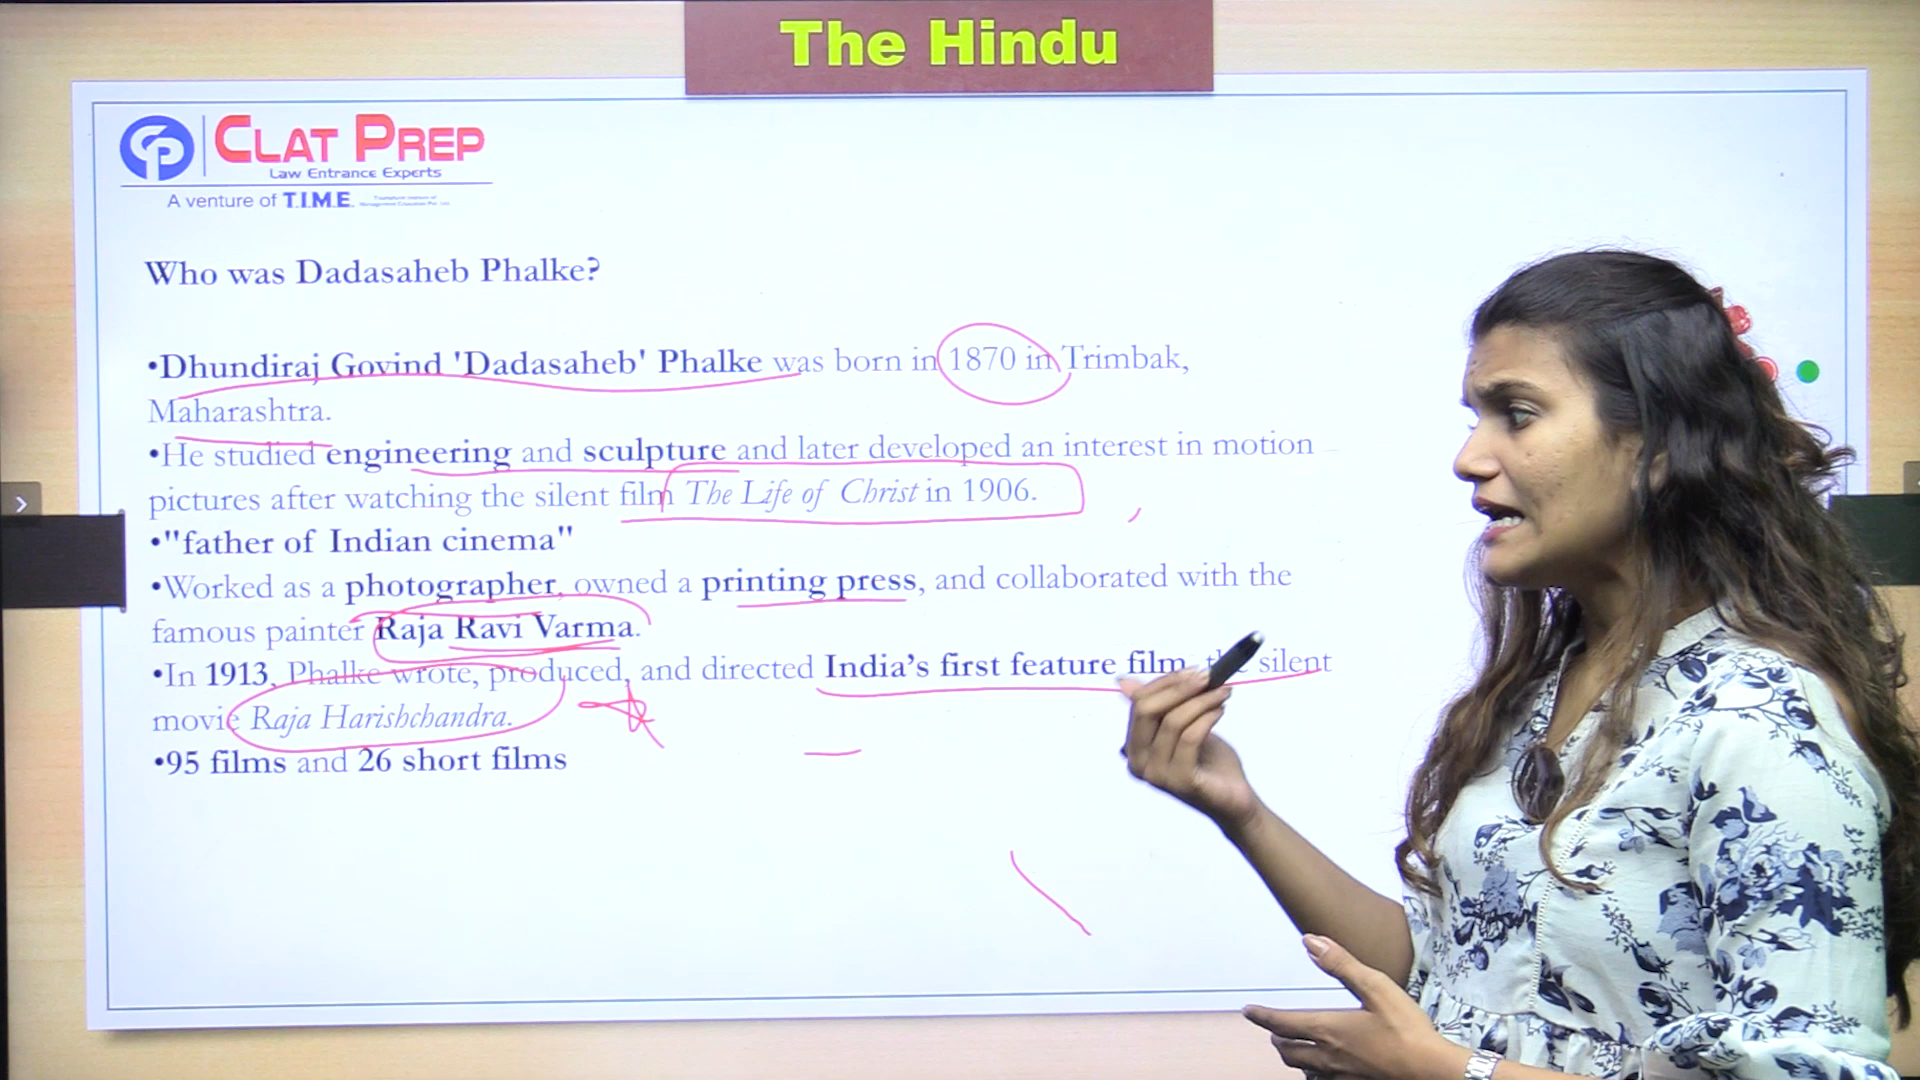 The Hindu
CLAT PREP
Law Entrance Experts
A venture of T.I.M.E.
Who was Dadasaheb Phalke?
•Dhundiraj Govind 'Dadasaheb' Phalke was born in 1870 in Trimbak,
Maharashtra.
•He studied engineering and sculpture and later developed an interest in motion
pictures after watching the silent film The Life of Christ in 1906.
•"father of Indian cinema"
•Worked as a photographer, owned a printing press, and collaborated with the
famous painter Raja Ravi Varma.
•In 1913, Phalke wrote, produced, and directed India's first feature film, the silent
movie Raja Harishchandra.
•95 films and 26 short films